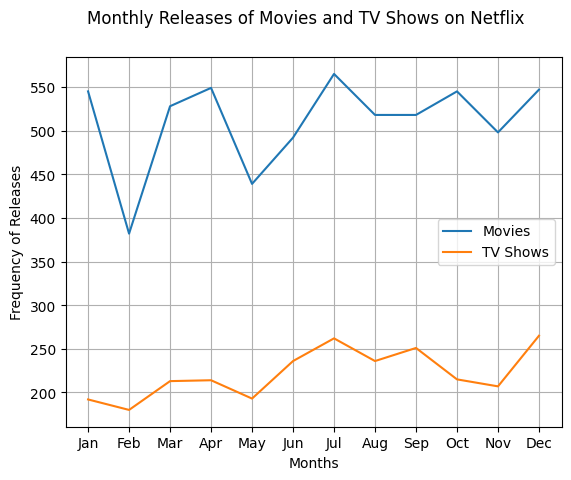 Monthly Releases of Movies and TV Shows on Netflix
Frequency of Releases
550
500
450
400
350
300
250
200
Movies
TV Shows
Jan Feb Mar Apr May Jun Jul Aug Sep Oct Nov Dec
Months